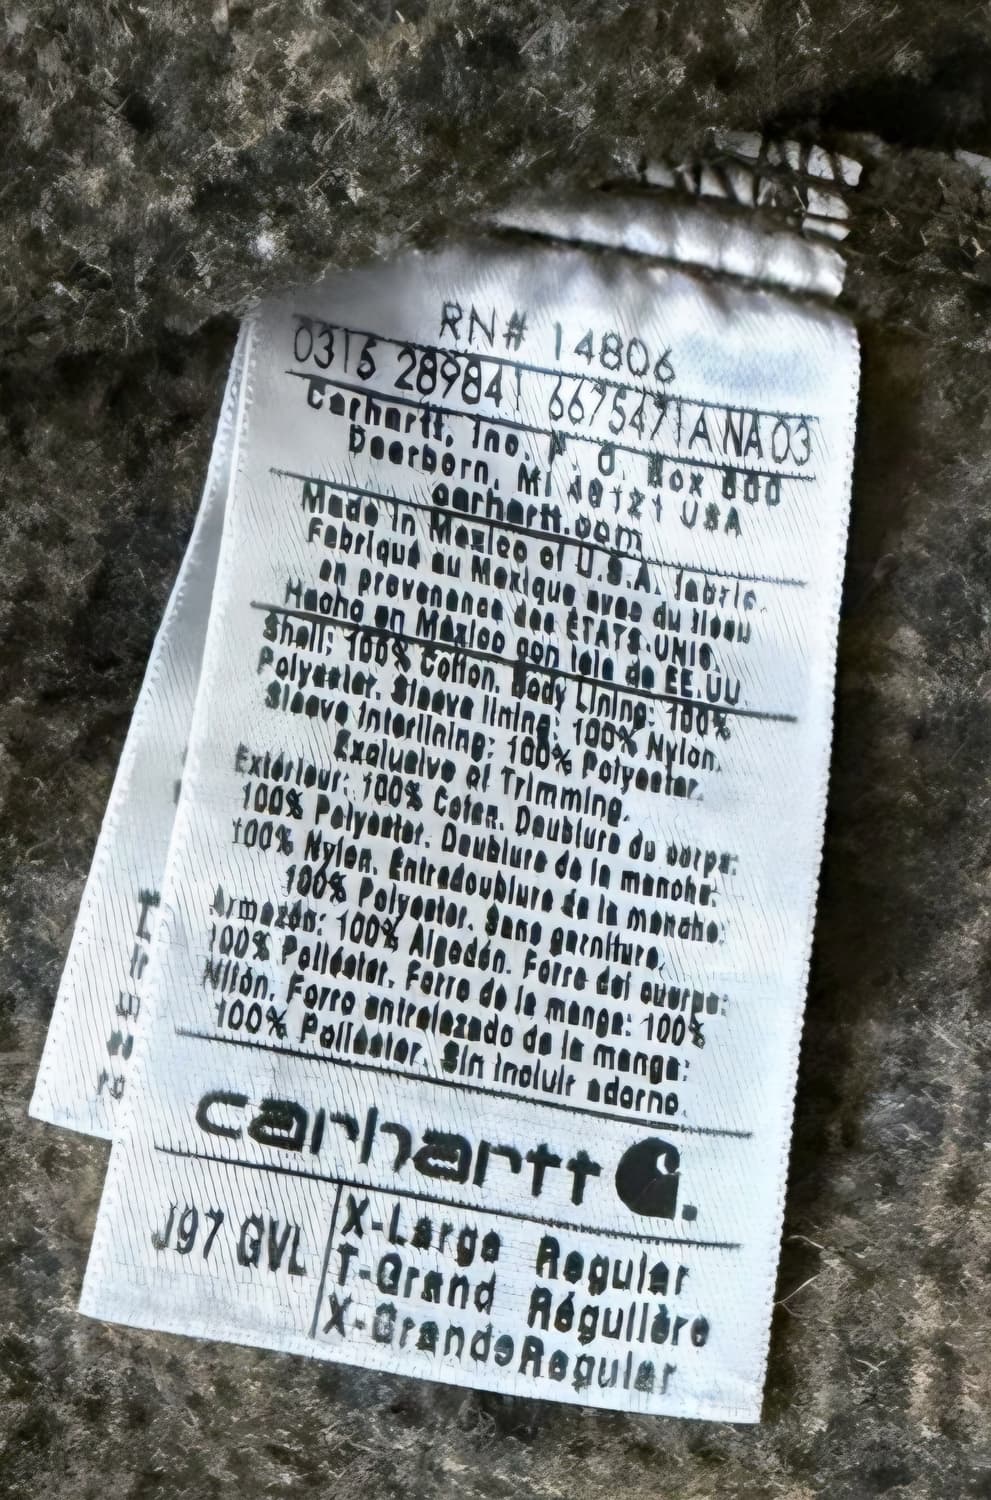 RN# 14806
0315 289841 6675471A NA 03
Carhartt, Inc. P. O. Box 600
Dearborn, MI 48121 USA
carhartt.com
Made in Mexico of U.S.A. fabric.
Fabriqué au Mexique avec du tissu
en provenance des ÉTATS-UNIS.
Hecho en Mexico con tela de EE.UU
Shell: 100% Cotton. Body Lining: 100%
Polyester. Sleeve lining: 100% Nylon.
Sleeve Interlining: 100% Polyester.
Exclusive of Trimming.
Extérieur: 100% Coton. Doublure du corps:
100% Polyester. Doublure de la manche:
100% Nylon. Entredoublure de la manche:
100% Polyester. Sans garniture.
Armazón: 100% Algodón. Forro del cuerpo:
100% Poliéster. Forro de la manga: 100%
Nilón. Forro entrelazado de la manga:
100% Poliéster. Sin incluir adorno.
carhartt
J97 GVL
X-Large Regular
T-Grand Régulière
X-Grande Regular